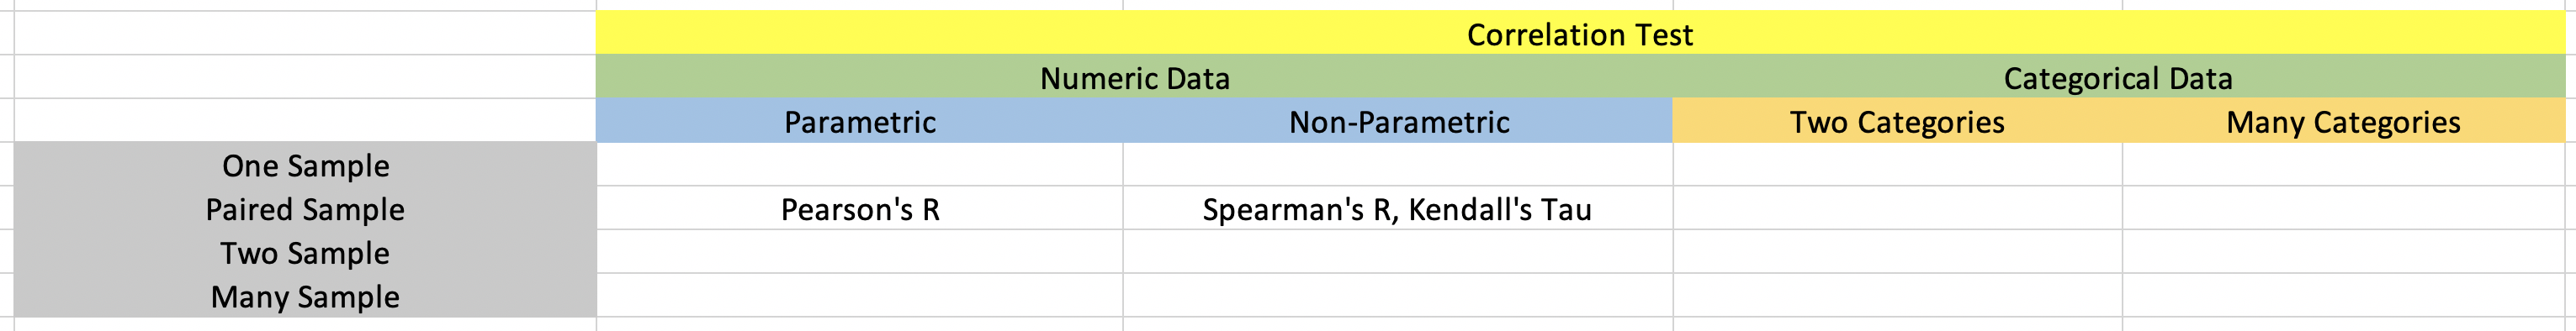 Correlation Test
Numeric Data Categorical Data
Parametric Non-Parametric Two Categories Many Categories
One Sample
Paired Sample Pearson's R Spearman's R, Kendall's Tau
Two Sample
Many Sample